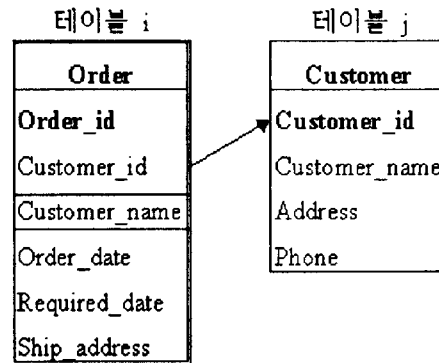 테이블 i
테이블 j
Order
Order_id
Customer_id
Customer_name
Order_date
Required_date
Ship_address
Customer
Customer_id
Customer_name
Address
Phone